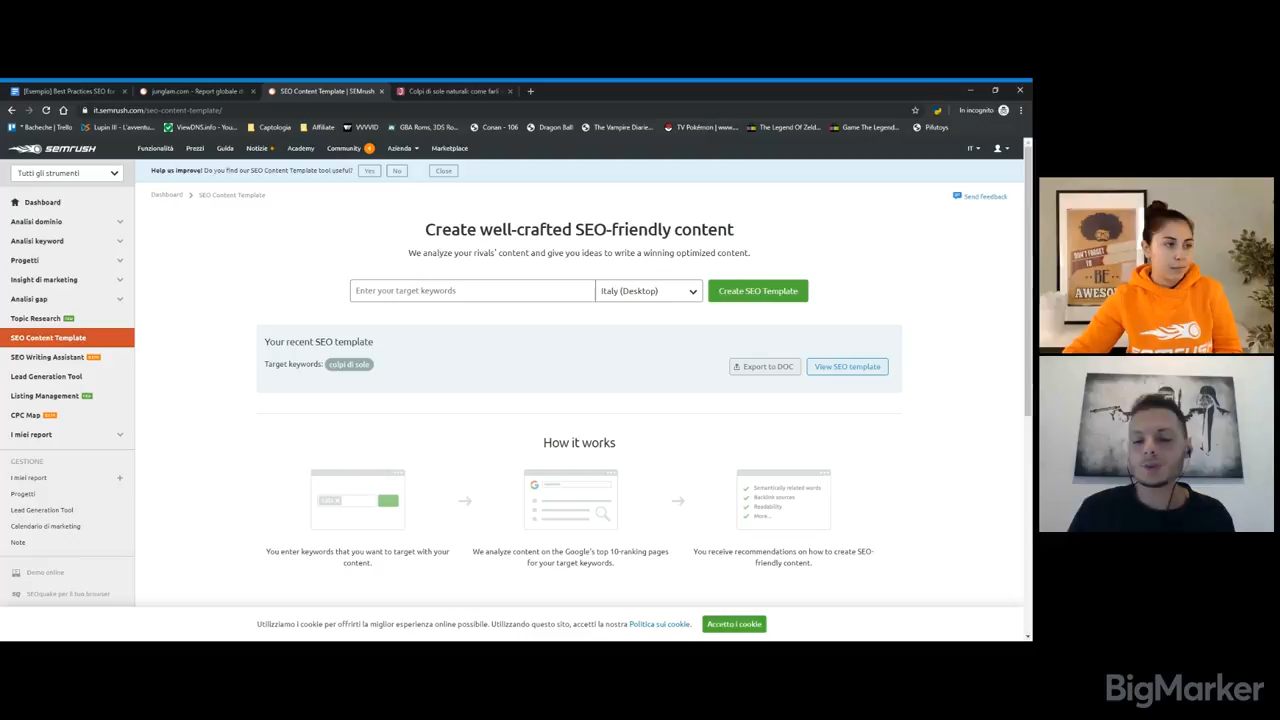 [Esempio] Best Practices SEO fo
junglam.com - Report globale d
SEO Content Template | SEMrush
Colpi di sole naturali: come farli
it.semrush.com/seo-content-template/
In incognito
* Bacheche | Trello
Lupin III - L'avventu...
ViewDNS.info - You...
Captologia
Affiliate
VVVVID
GBA Roms, 3DS Ro...
Conan - 106
Dragon Ball
The Vampire Diarie...
TV Pokémon | www....
The Legend Of Zeld...
Game The Legend...
Pifutoys
SEMRUSH
Funzionalità
Prezzi
Guida
Notizie
Academy
Community 4
Azienda
Marketplace
IT
Tutti gli strumenti
Help us improve! Do you find our SEO Content Template tool useful?
Yes
No
Close
Dashboard
Analisi dominio
Analisi keyword
Progetti
Insight di marketing
Analisi gap
Topic Research NEW
SEO Content Template
SEO Writing Assistant BETA
Lead Generation Tool
Listing Management NEW
CPC Map BETA
I miei report
GESTIONE
I miei report
Progetti
Lead Generation Tool
Calendario di marketing
Note
Demo online
SEOquake per il tuo browser
Dashboard > SEO Content Template
Send Feedback
Create well-crafted SEO-friendly content
We analyze your rivals' content and give you ideas to write a winning optimized content.
Enter your target keywords
Italy (Desktop)
Create SEO Template
Your recent SEO template
Target keywords: colpi di sole
Export to DOC
View SEO template
How it works
Semantically related words
Backlink sources
Readability
More...
You enter keywords that you want to target with your
content.
We analyze content on the Google's top 10-ranking pages
for your target keywords.
You receive recommendations on how to create SEO-
friendly content.
Utilizziamo i cookie per offrirti la miglior esperienza online possibile. Utilizzando questo sito, accetti la nostra Politica sui cookie.
Accetto i cookie
DON'T FORGET
TO
BE
AWESOME
SEMRUSH
BigMarker